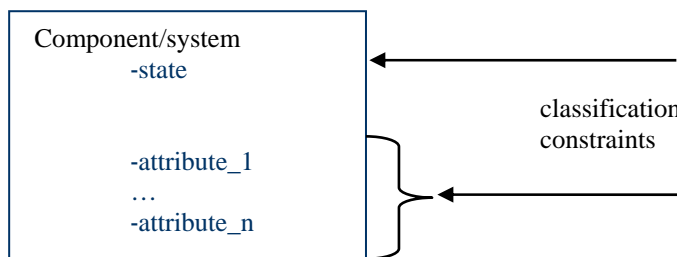 Component/system
-state
classification
constraints
-attribute_1
…
-attribute_n